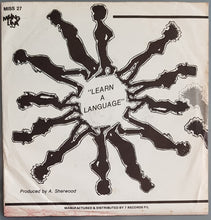 MISS 27
"LEARN
A
LANGUAGE"
Produced by A. Sherwood
MANUFACTURED & DISTRIBUTED BY 7 RECORDS P/L